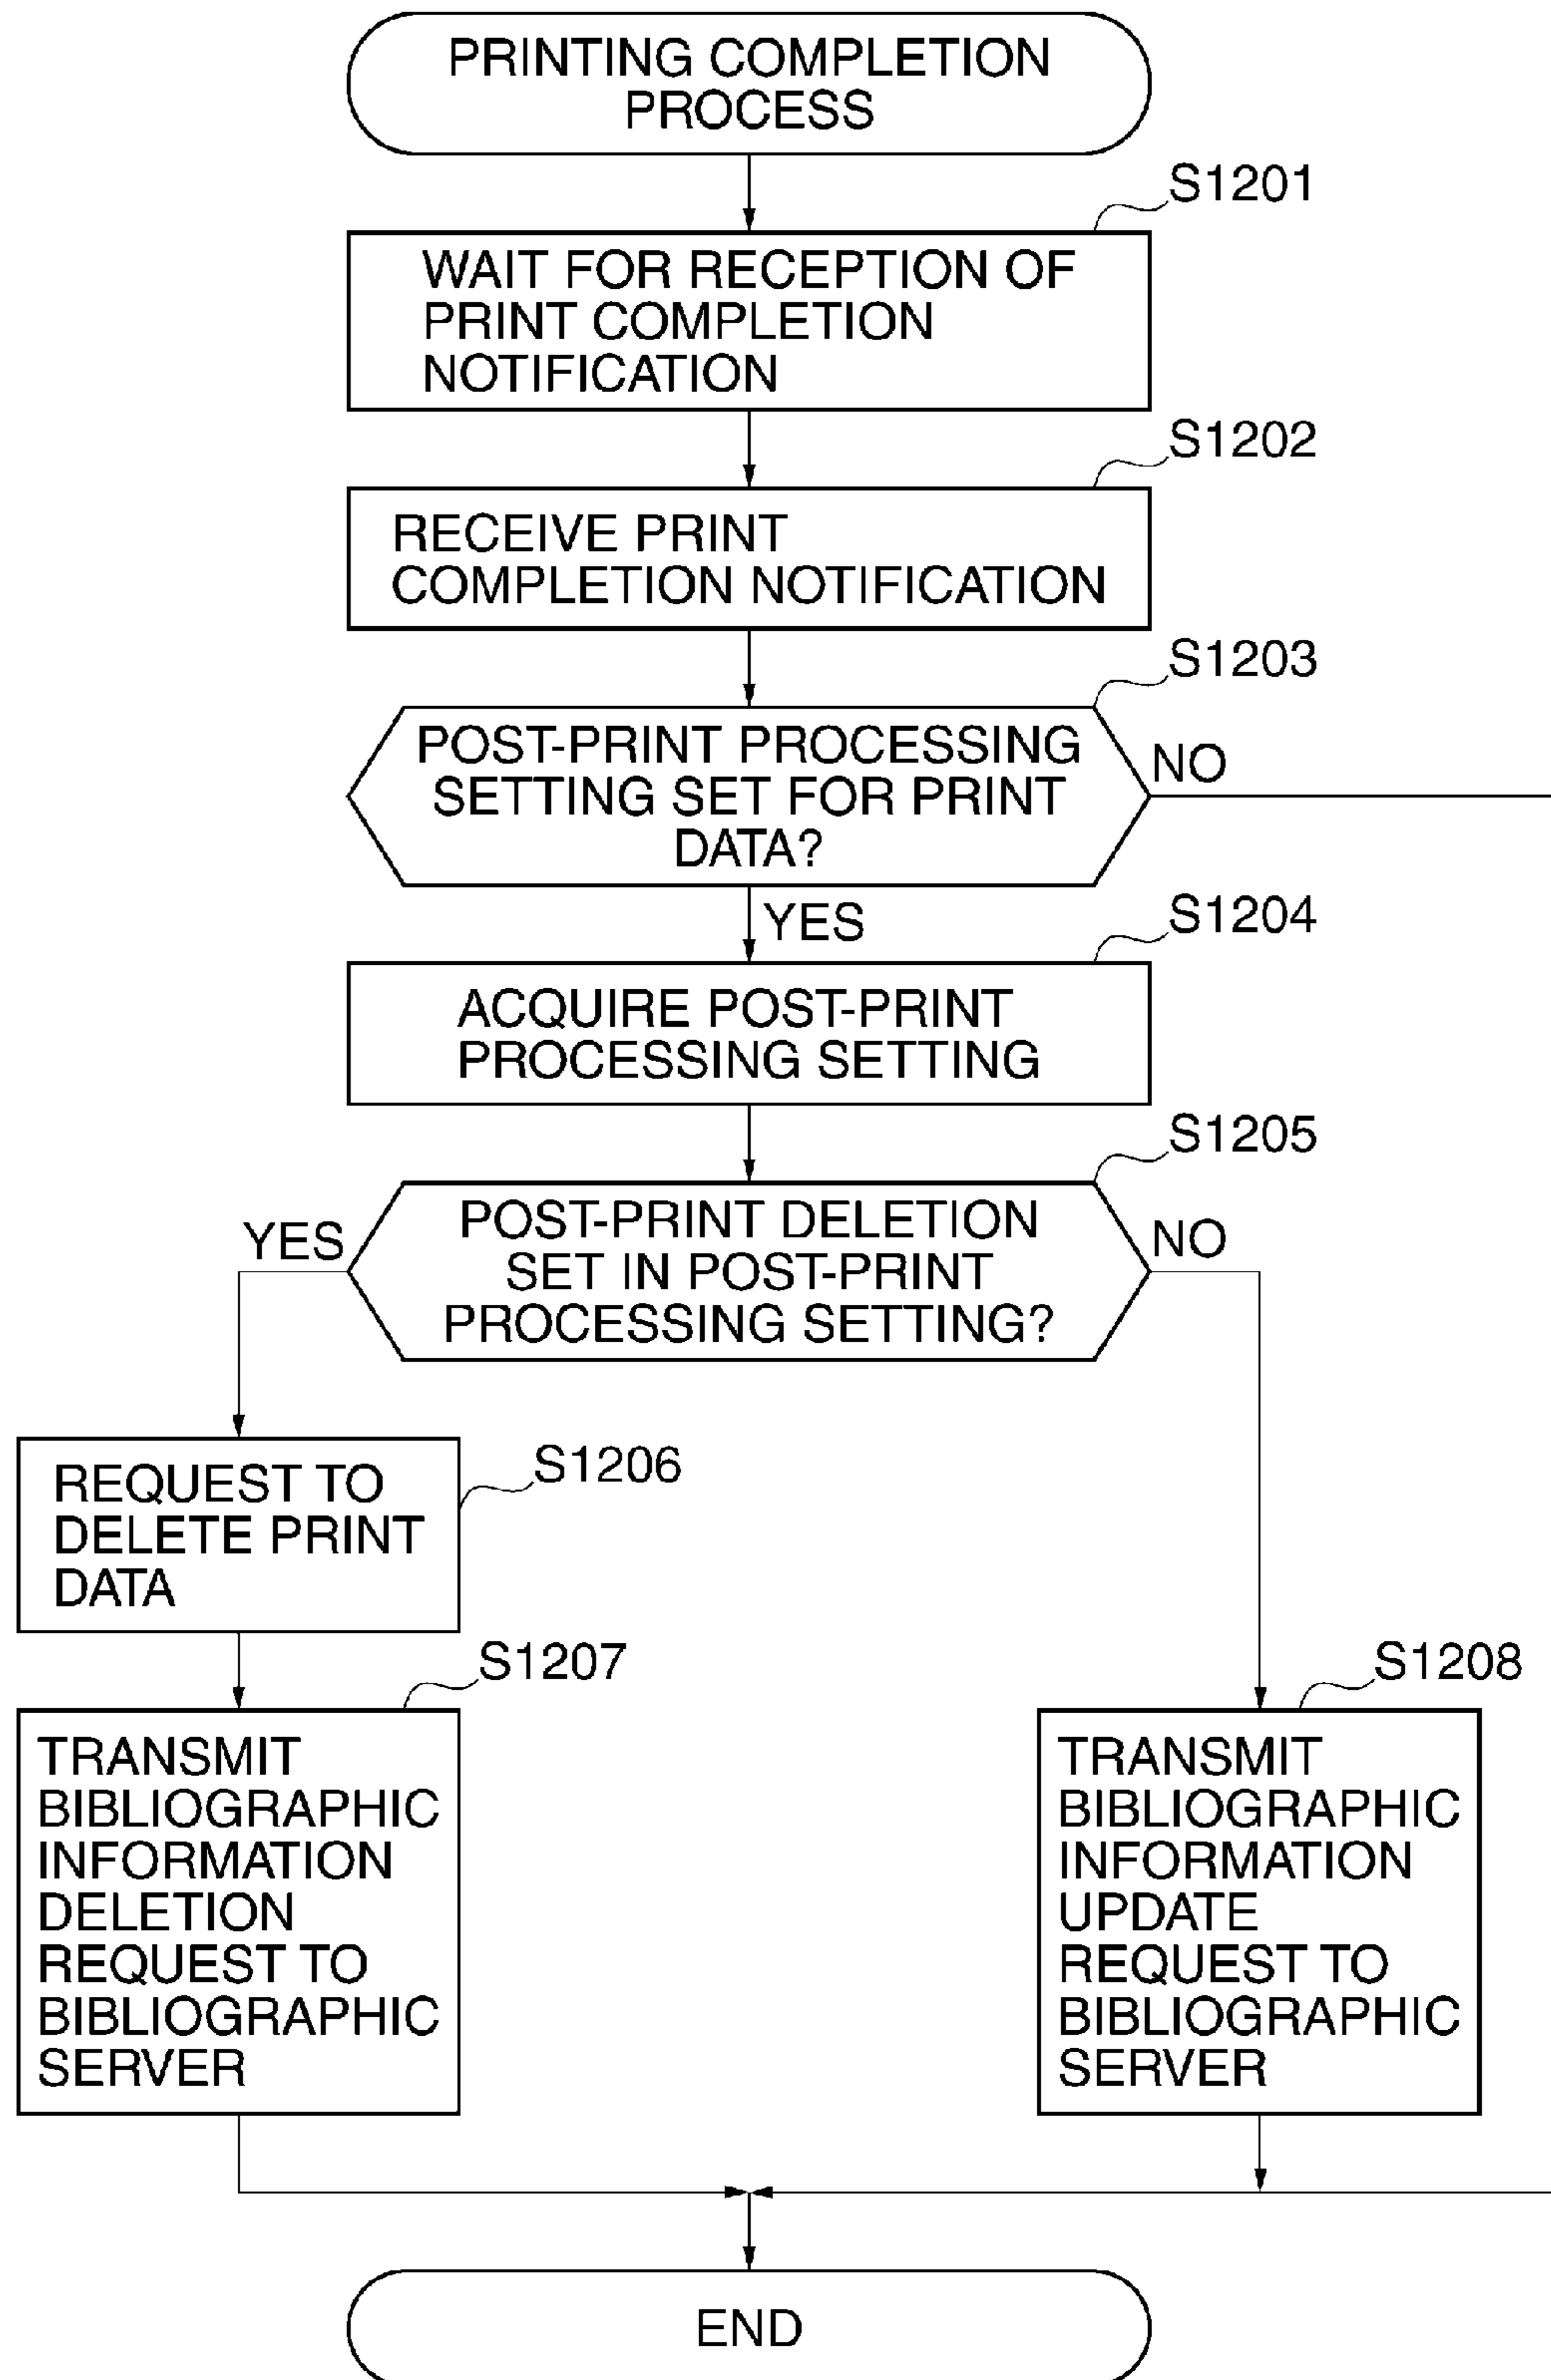 PRINTING COMPLETION
PROCESS
S1201
WAIT FOR RECEPTION OF
PRINT COMPLETION
NOTIFICATION
S1202
RECEIVE PRINT
COMPLETION NOTIFICATION
S1203
POST-PRINT PROCESSING
SETTING SET FOR PRINT
DATA?
NO
YES
S1204
ACQUIRE POST-PRINT
PROCESSING SETTING
S1205
YES
POST-PRINT DELETION
SET IN POST-PRINT
PROCESSING SETTING?
NO
S1206
REQUEST TO
DELETE PRINT
DATA
S1207
TRANSMIT
BIBLIOGRAPHIC
INFORMATION
DELETION
REQUEST TO
BIBLIOGRAPHIC
SERVER
S1208
TRANSMIT
BIBLIOGRAPHIC
INFORMATION
UPDATE
REQUEST TO
BIBLIOGRAPHIC
SERVER
END